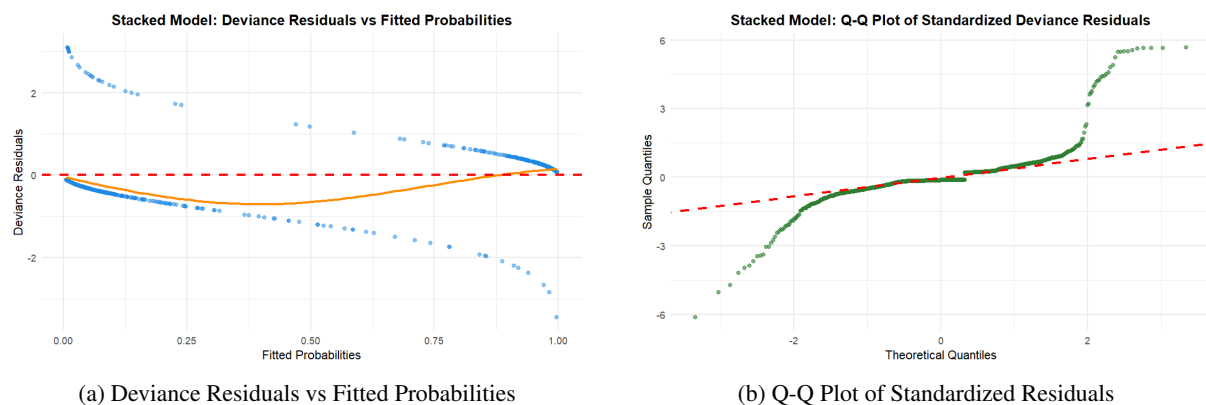 Stacked Model: Deviance Residuals vs Fitted Probabilities
Deviance Residuals
2
0
-2
0.00
0.25
0.50
0.75
1.00
Fitted Probabilities
(a) Deviance Residuals vs Fitted Probabilities
Stacked Model: Q-Q Plot of Standardized Deviance Residuals
Sample Quantiles
6
3
0
-3
-6
-2
0
2
Theoretical Quantiles
(b) Q-Q Plot of Standardized Residuals